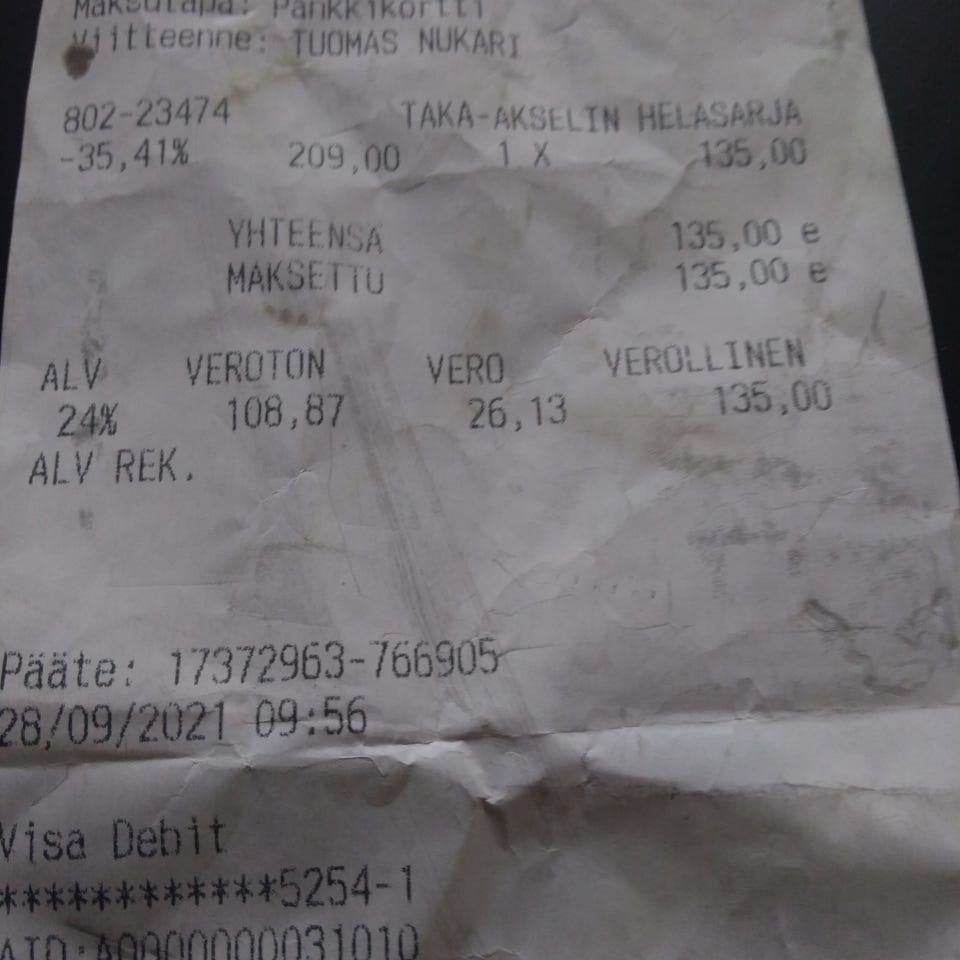 Maksutapa: Pankkikortti
Viitteenne: TUOMAS NUKARI
802-23474 TAKA-AKSELIN HELASARJA
-35,41% 209,00 1 X 135,00
YHTEENSÄ 135,00 e
MAKSETTU 135,00 e
ALV VEROTON VERO VEROLLINEN
24% 108,87 26,13 135,00
ALV REK.
Pääte: 17372963-766905
28/09/2021 09:56
Visa Debit
************5254-1
AID:A0000000031010